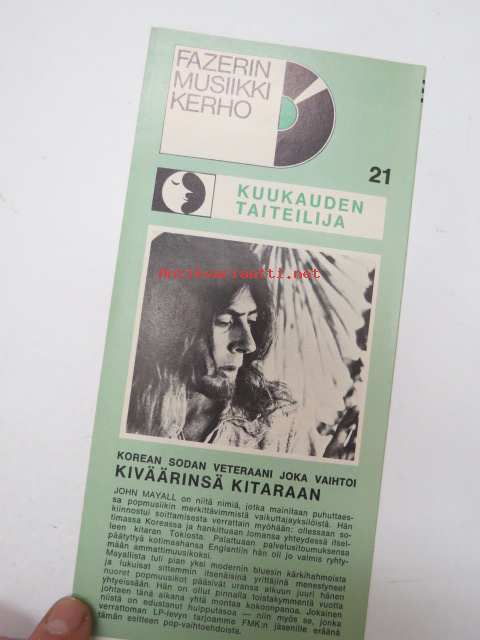 FAZERIN
MUSIIKKI
KERHO
21
KUUKAUDEN
TAITEILIJA
Antikvariaatti.net
KOREAN SODAN VETERAANI JOKA VAIHTOI
KIVÄÄRINSÄ KITARAAN
JOHN MAYALL on niitä nimiä, jotka mainitaan puhuttaes-
sa popmusiikin merkittävimmistä vaikuttajayksilöistä. Hän
kiinnostui soittamisesta verrattain myöhään: ollessaan so-
timassa Koreassa ja hankittuaan lomansa yhteydessä itsel-
leen kitaran Tokiosta. Palattuaan palvelusitoumuksensa
päätyttyä kotimaahansa Englantiin hän oli jo valmis ryhty-
mään ammattimuusikoksi.
Mayallista tuli pian yksi modernin bluesin kärkihahmoista
ja lukuisat sittemmin itsenäisinä yrittäjinä menestyneet
nuoret popmuusikot pääsivät uransa alkuun juuri hänen
yhtyeissään. Hän on ollut pinnalla toistakymmentä vuotta
johtaen tänä aikana yhtä montaa kokoonpanoa. Jokainen
niistä on edustanut huipputasoa — niin myös se, jonka
verrattoman LP-levyn tarjoamme FMK:n jäsenille eräänä
tämän esitteen pop-vaihtoehdoista.